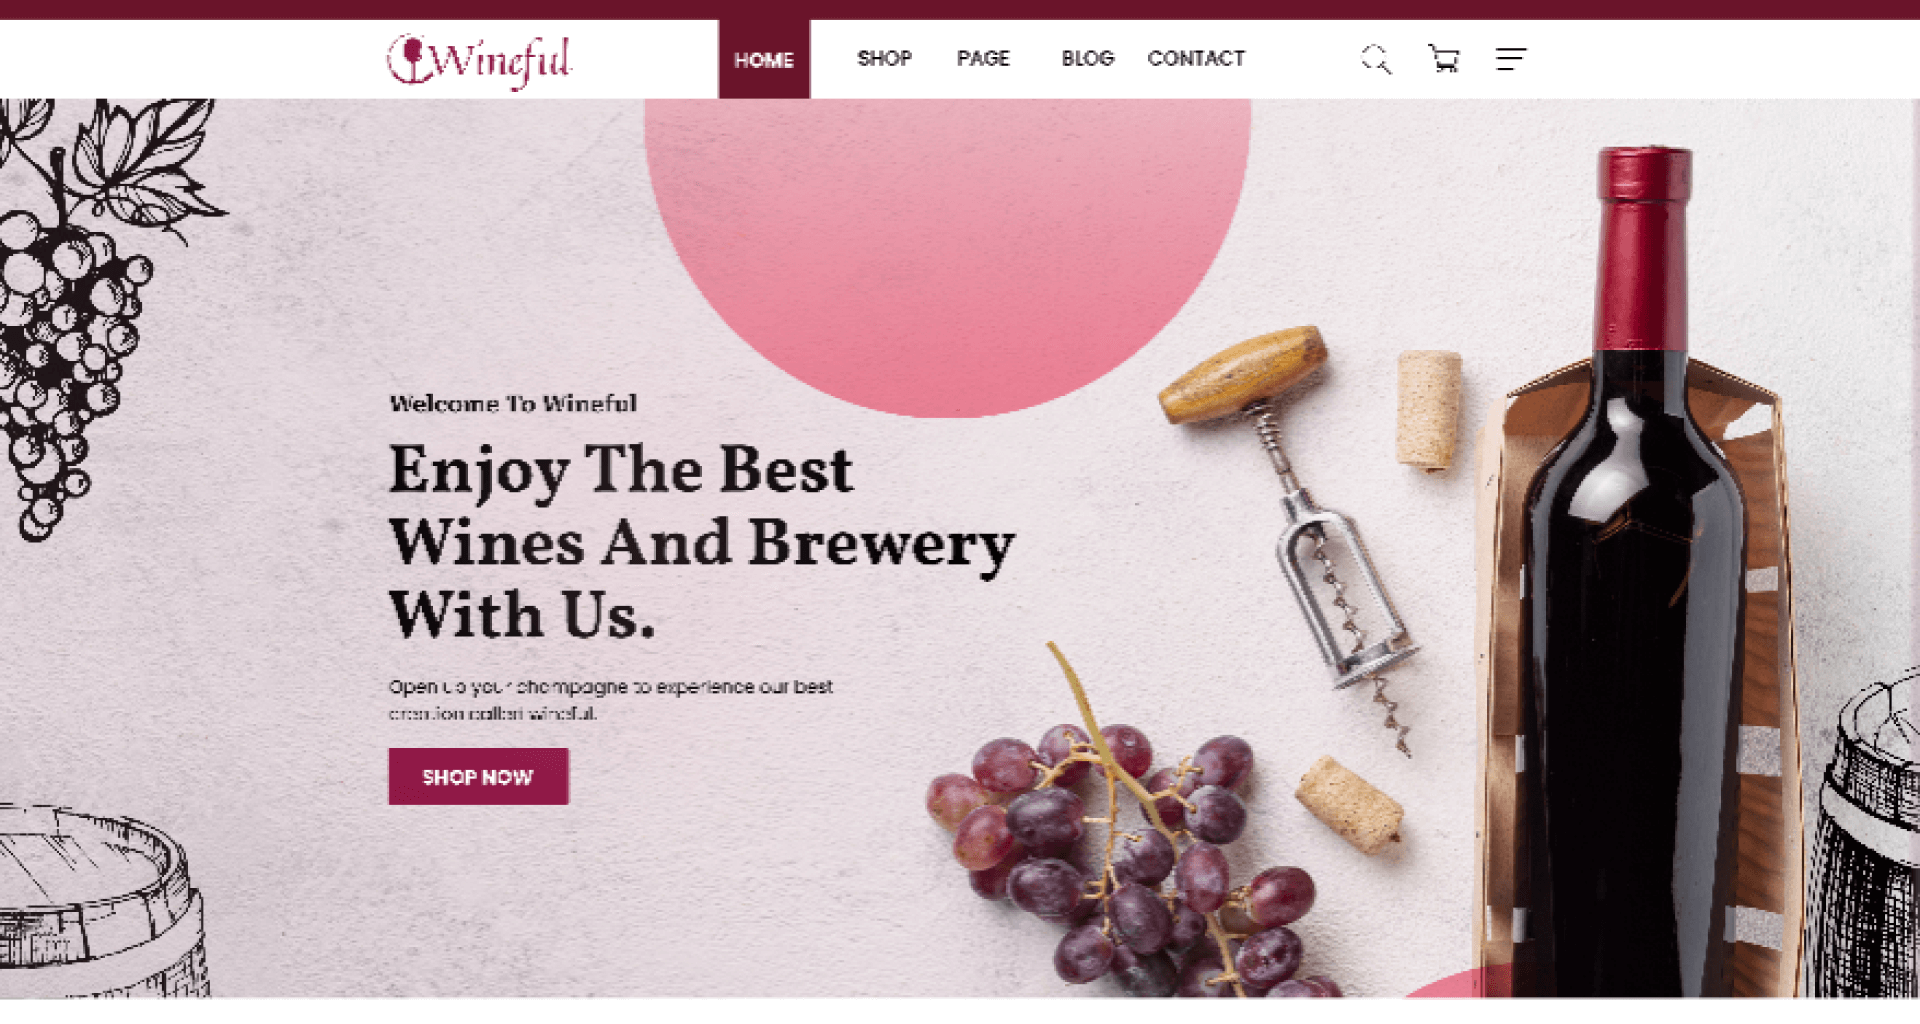 Wineful
HOME SHOP PAGE BLOG CONTACT
Welcome To Wineful
Enjoy The Best
Wines And Brewery
With Us.
Open up your champagne to experience our best
creation called wineful.
SHOP NOW